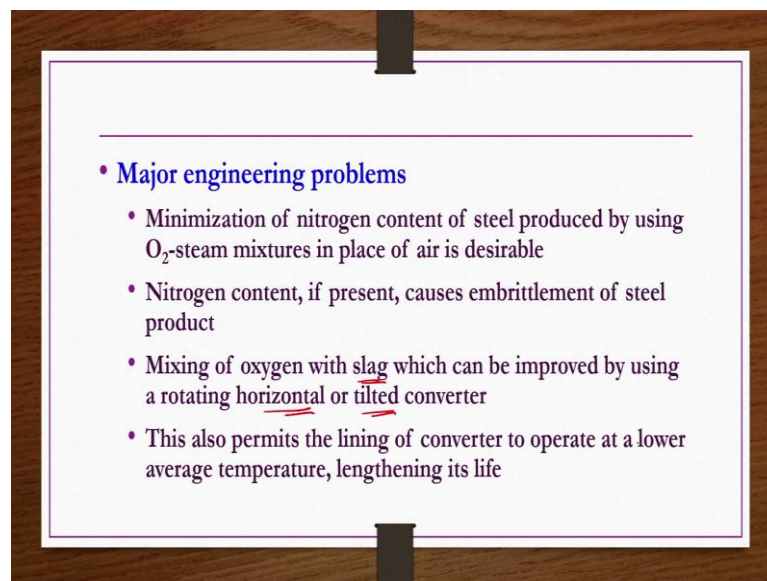 • Major engineering problems
• Minimization of nitrogen content of steel produced by using
O₂-steam mixtures in place of air is desirable
• Nitrogen content, if present, causes embrittlement of steel
product
• Mixing of oxygen with slag which can be improved by using
a rotating horizontal or tilted converter
• This also permits the lining of converter to operate at a lower
average temperature, lengthening its life